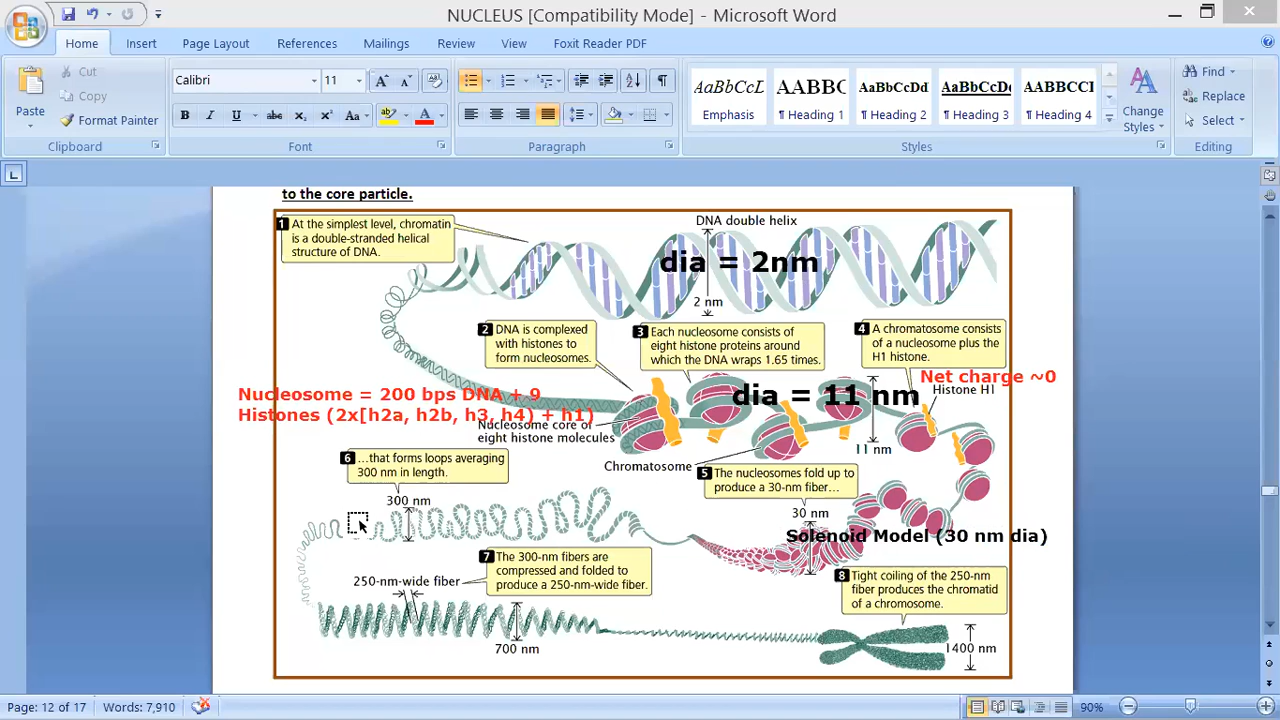 NUCLEUS [Compatibility Mode] - Microsoft Word
Home Insert Page Layout References Mailings Review View Foxit Reader PDF
Paste
Cut
Copy
Format Painter
Clipboard
Calibri 11
B I U abc x₂ x² Aa
Font
Paragraph
AaBbCcL AABBC AaBbCcDd AaBbCcDc AABBCCI
Emphasis ¶ Heading 1 ¶ Heading 2 ¶ Heading 3 ¶ Heading 4
Change Styles
Styles
Find
Replace
Select
Editing
to the core particle.
1 At the simplest level, chromatin
is a double-stranded helical
structure of DNA.
DNA double helix
dia = 2nm
2 nm
2 DNA is complexed
with histones to
form nucleosomes.
3 Each nucleosome consists of
eight histone proteins around
which the DNA wraps 1.65 times.
4 A chromatosome consists
of a nucleosome plus the
H1 histone.
Net charge ~0
Histone H1
Nucleosome = 200 bps DNA + 9
Histones (2x[h2a, h2b, h3, h4) + h1)
dia = 11 nm
Nucleosome core of
eight histone molecules
11 nm
Chromatosome
6 …that forms loops averaging
300 nm in length.
300 nm
5 The nucleosomes fold up to
produce a 30-nm fiber…
30 nm
Solenoid Model (30 nm dia)
7 The 300-nm fibers are
compressed and folded to
produce a 250-nm-wide fiber.
250-nm-wide fiber
8 Tight coiling of the 250-nm
fiber produces the chromatid
of a chromosome.
700 nm
1400 nm
Page: 12 of 17 Words: 7,910 90%